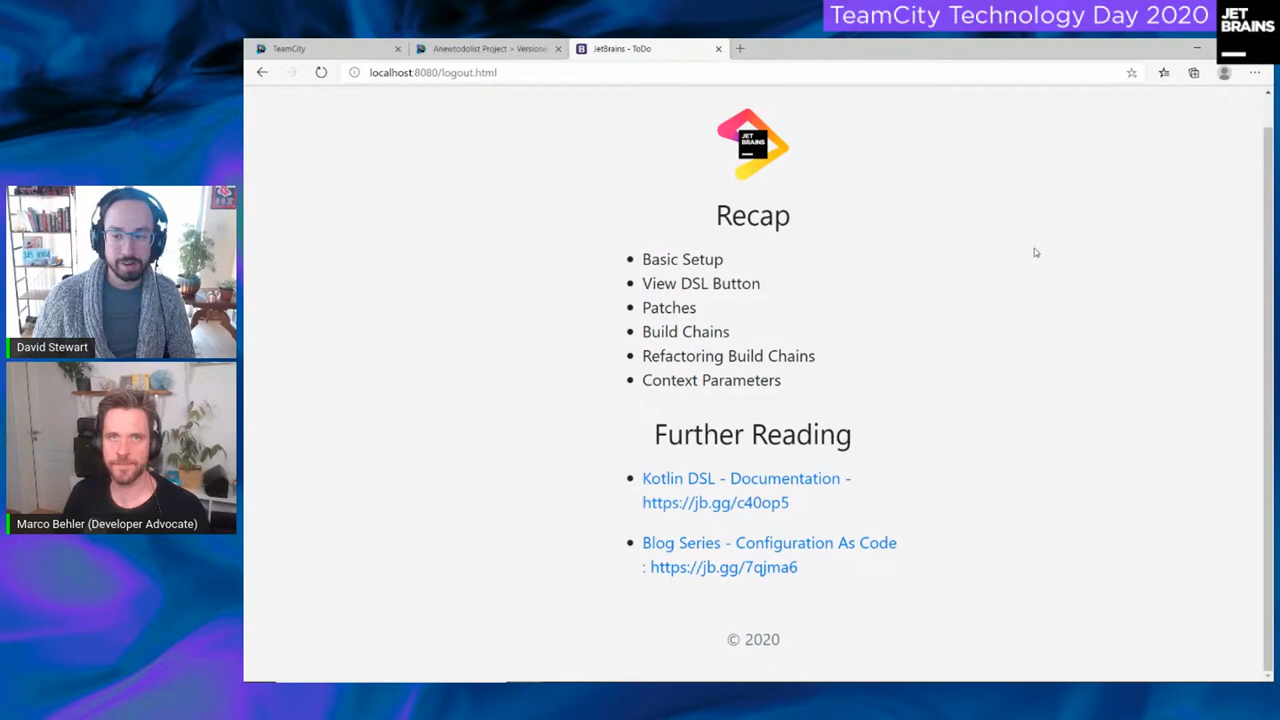 TeamCity Technology Day 2020
JET
BRAINS
TeamCity
Anewtodolist Project > Versione
JetBrains - ToDo
localhost:8080/logout.html
JET
BRAINS
Recap
Basic Setup
View DSL Button
Patches
Build Chains
Refactoring Build Chains
Context Parameters
Further Reading
Kotlin DSL - Documentation -
https://jb.gg/c40op5
Blog Series - Configuration As Code
: https://jb.gg/7qjma6
© 2020
David Stewart
Marco Behler (Developer Advocate)